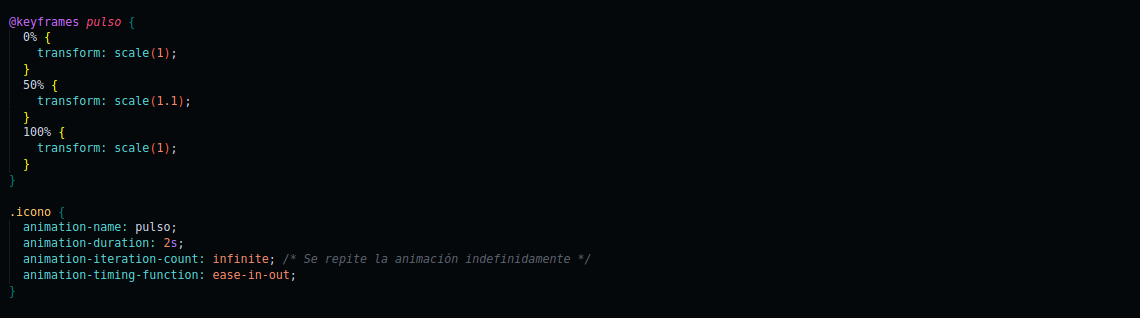 @keyframes pulso {
  0% {
    transform: scale(1);
  }
  50% {
    transform: scale(1.1);
  }
  100% {
    transform: scale(1);
  }
}

.icono {
  animation-name: pulso;
  animation-duration: 2s;
  animation-iteration-count: infinite; /* Se repite la animación indefinidamente */
  animation-timing-function: ease-in-out;
}